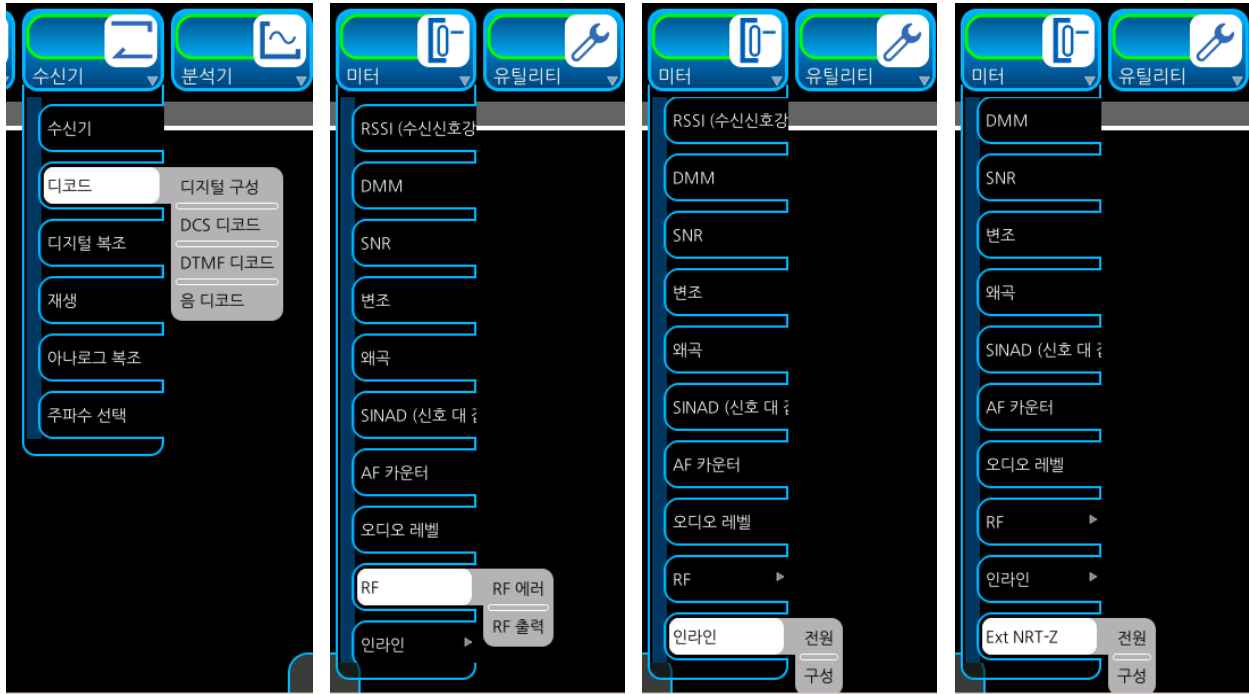 수신기
분석기
수신기
디코드
디지털 구성
DCS 디코드
디지털 복조
DTMF 디코드
재생
음 디코드
아나로그 복조
주파수 선택
미터
유틸리티
RSSI (수신신호강
DMM
SNR
변조
왜곡
SINAD (신호 대
AF 카운터
오디오 레벨
RF
RF 에러
RF 출력
인라인
미터
유틸리티
RSSI (수신신호강
DMM
SNR
변조
왜곡
SINAD (신호 대
AF 카운터
오디오 레벨
RF
인라인
전원
구성
미터
유틸리티
DMM
SNR
변조
왜곡
SINAD (신호 대
AF 카운터
오디오 레벨
RF
인라인
Ext NRT-Z
전원
구성